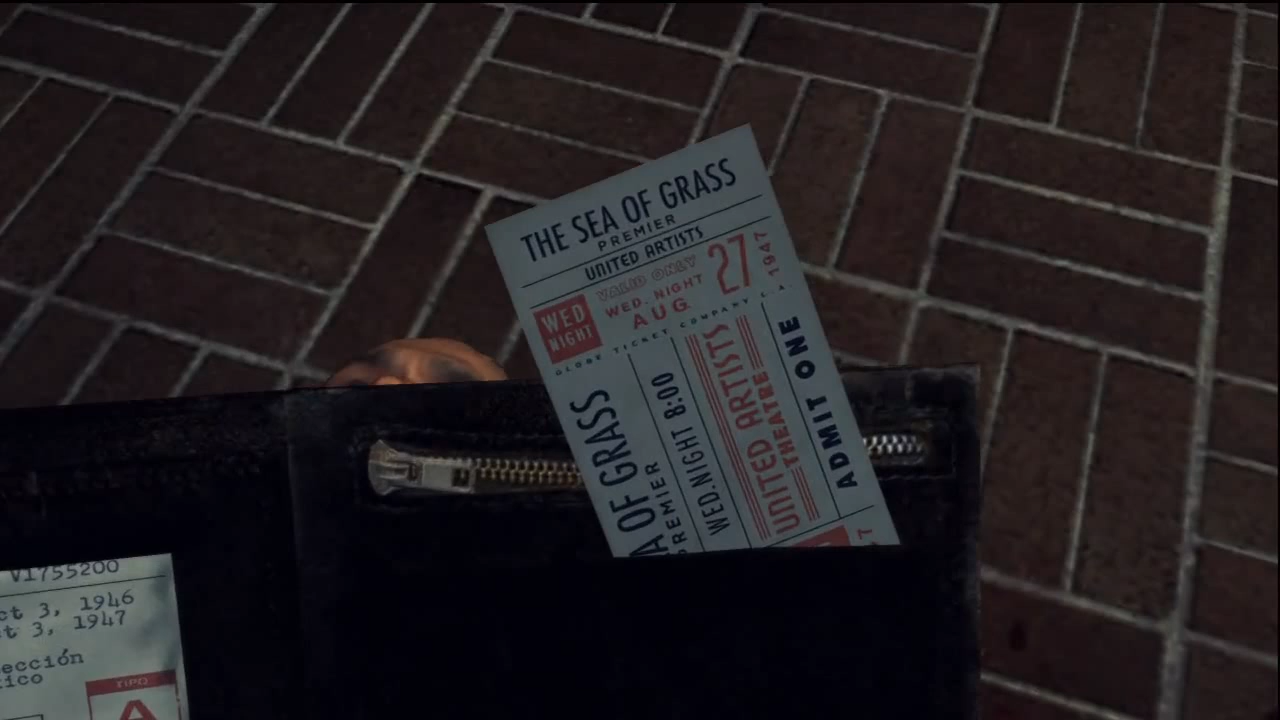 THE SEA OF GRASS
PREMIER
UNITED ARTISTS
WED
NIGHT
VALID ONLY
WED. NIGHT
AUG
27
1947
GLOBE TICKET COMPANY L.A.
A OF GRASS
REMIER
WED. NIGHT 8:00
UNITED ARTISTS
THEATRE
ADMIT ONE
V1755200
ct 3, 1946
t 3, 1947
ección
ico
TIPO
A